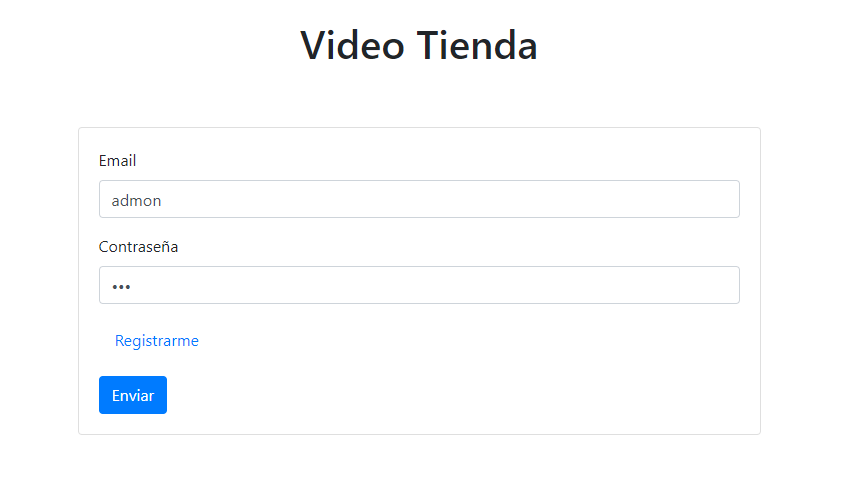 Video Tienda
Email
admon
Contraseña
•••
Registrarme
Enviar